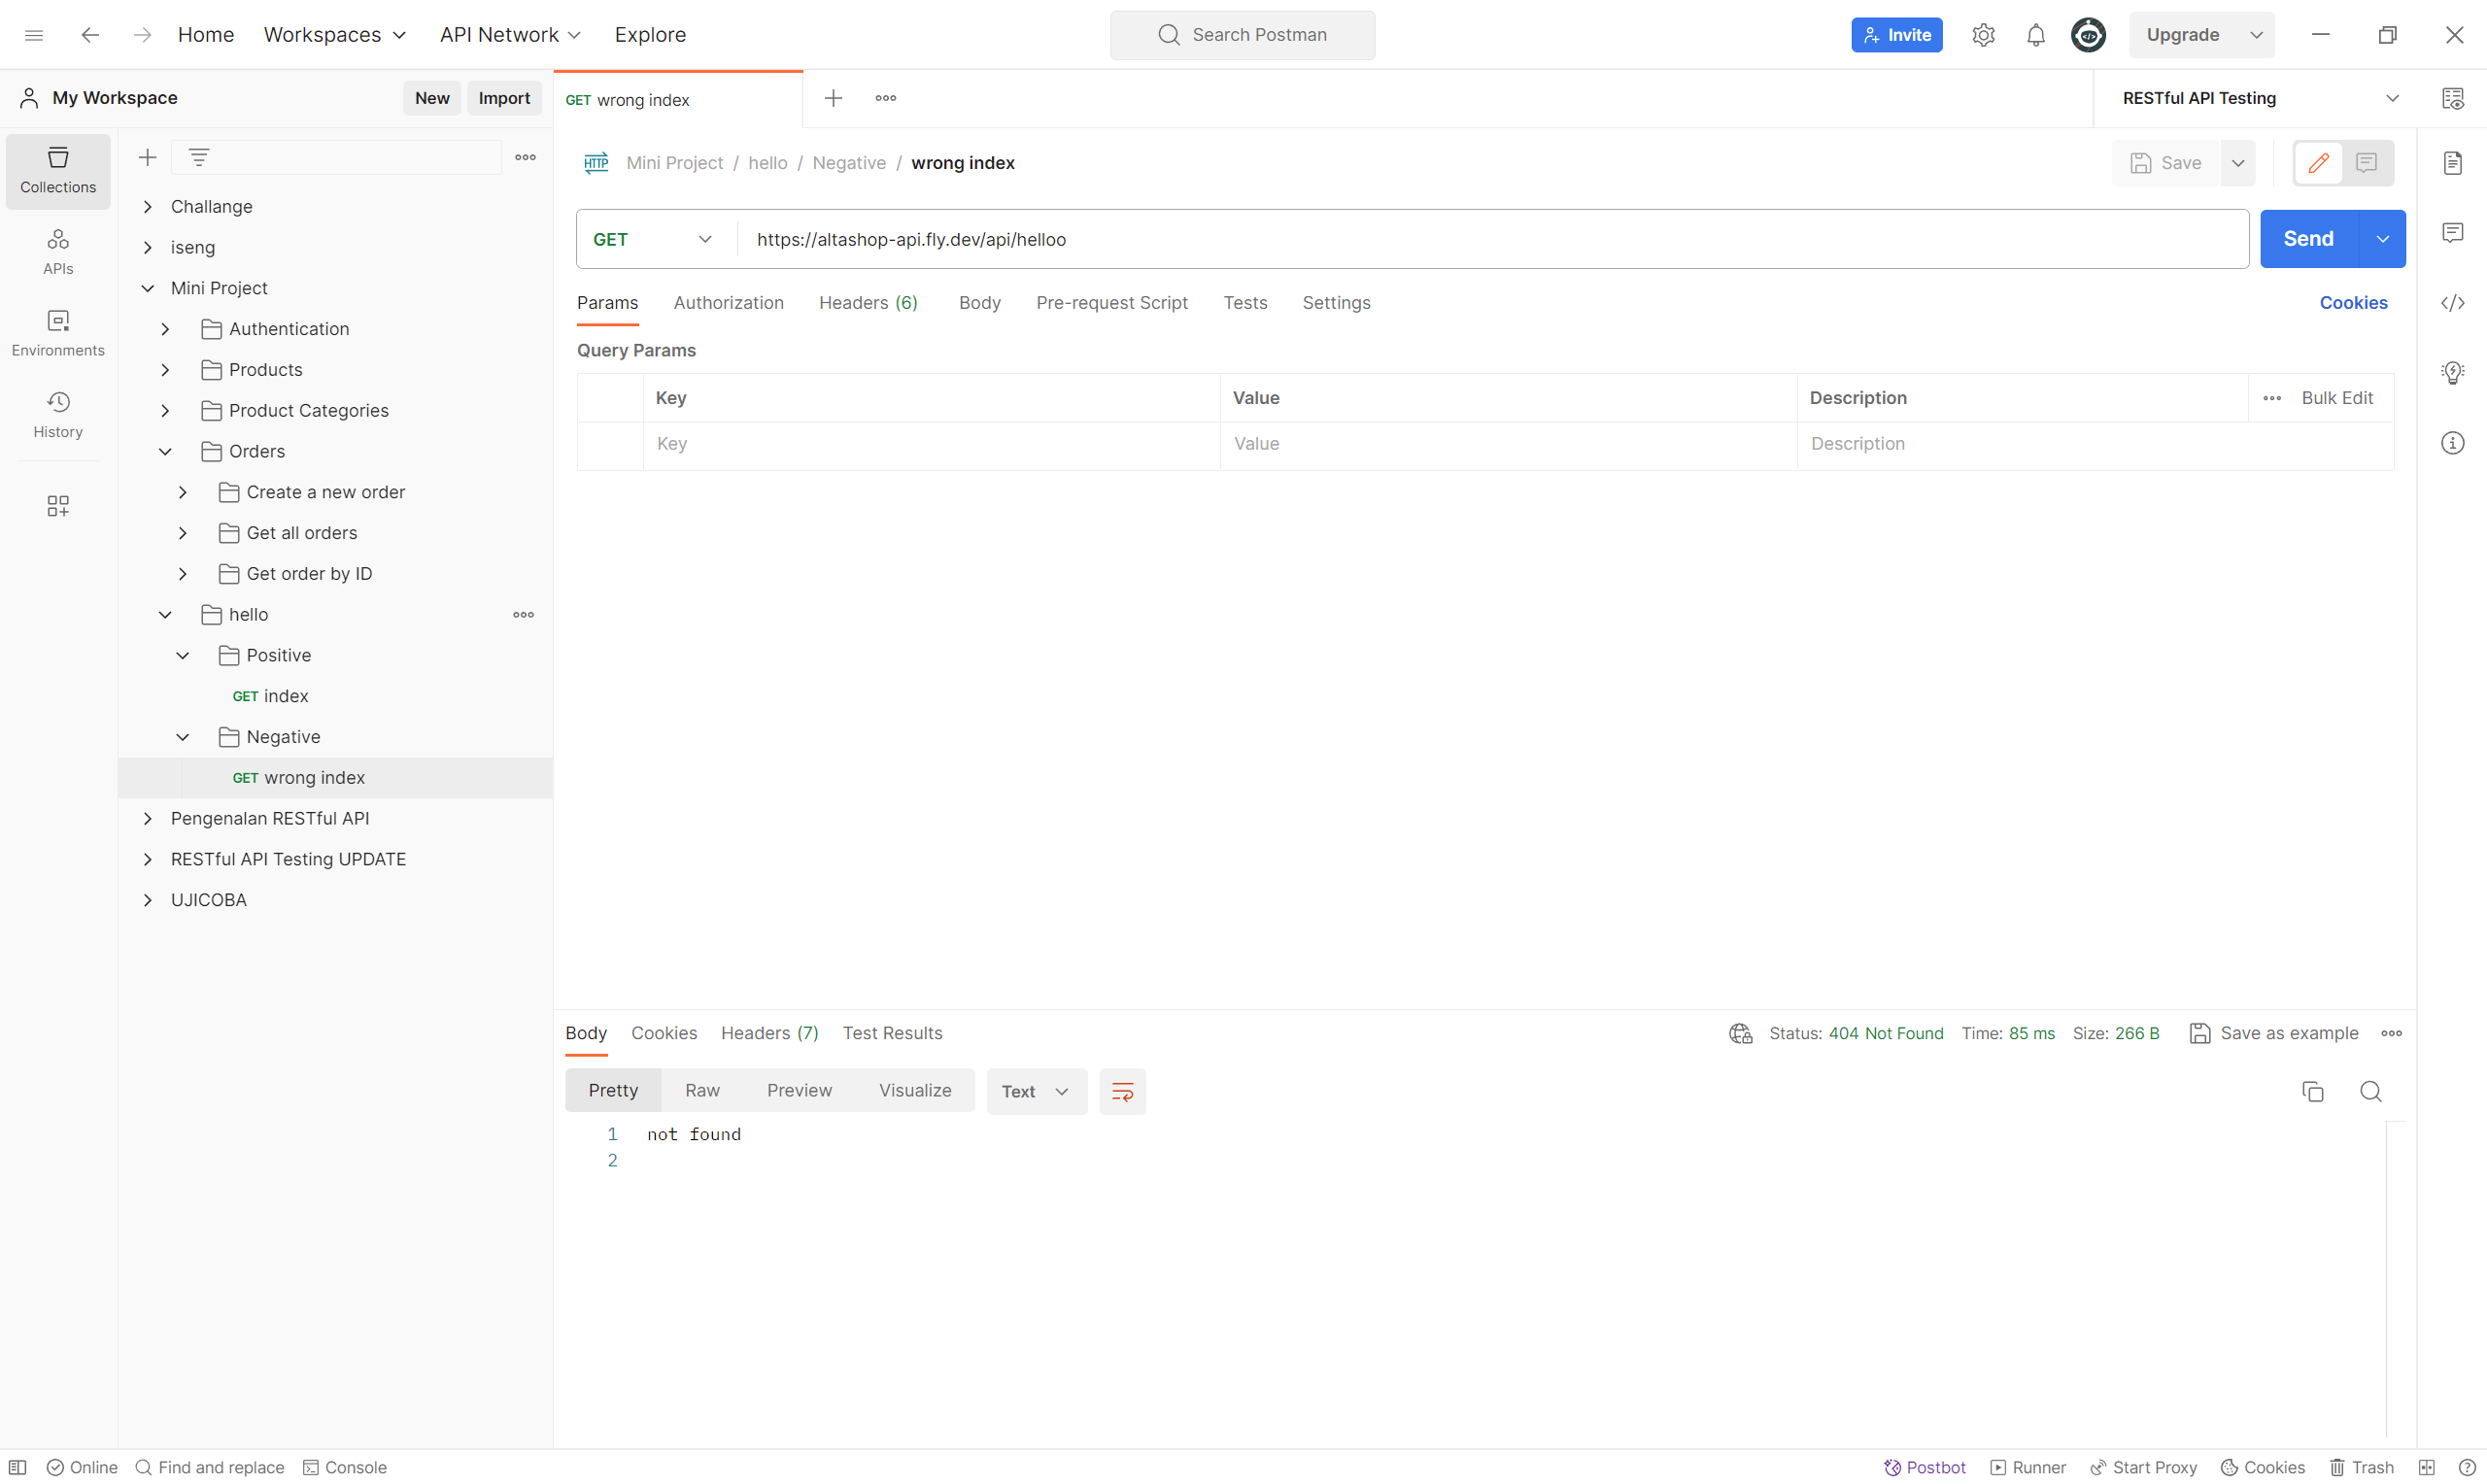 Home Workspaces API Network Explore Search Postman Invite Upgrade
My Workspace New Import GET wrong index RESTful API Testing
Collections
APIs
Environments
History
Challange
iseng
Mini Project
Authentication
Products
Product Categories
Orders
Create a new order
Get all orders
Get order by ID
hello
Positive
GET index
Negative
GET wrong index
Pengenalan RESTful API
RESTful API Testing UPDATE
UJICOBA
HTTP Mini Project / hello / Negative / wrong index Save
GET https://altashop-api.fly.dev/api/helloo Send
Params Authorization Headers (6) Body Pre-request Script Tests Settings Cookies
Query Params
Key Value Description Bulk Edit
Key Value Description
Body Cookies Headers (7) Test Results Status: 404 Not Found Time: 85 ms Size: 266 B Save as example
Pretty Raw Preview Visualize Text
1 not found
2
Online Find and replace Console Postbot Runner Start Proxy Cookies Trash